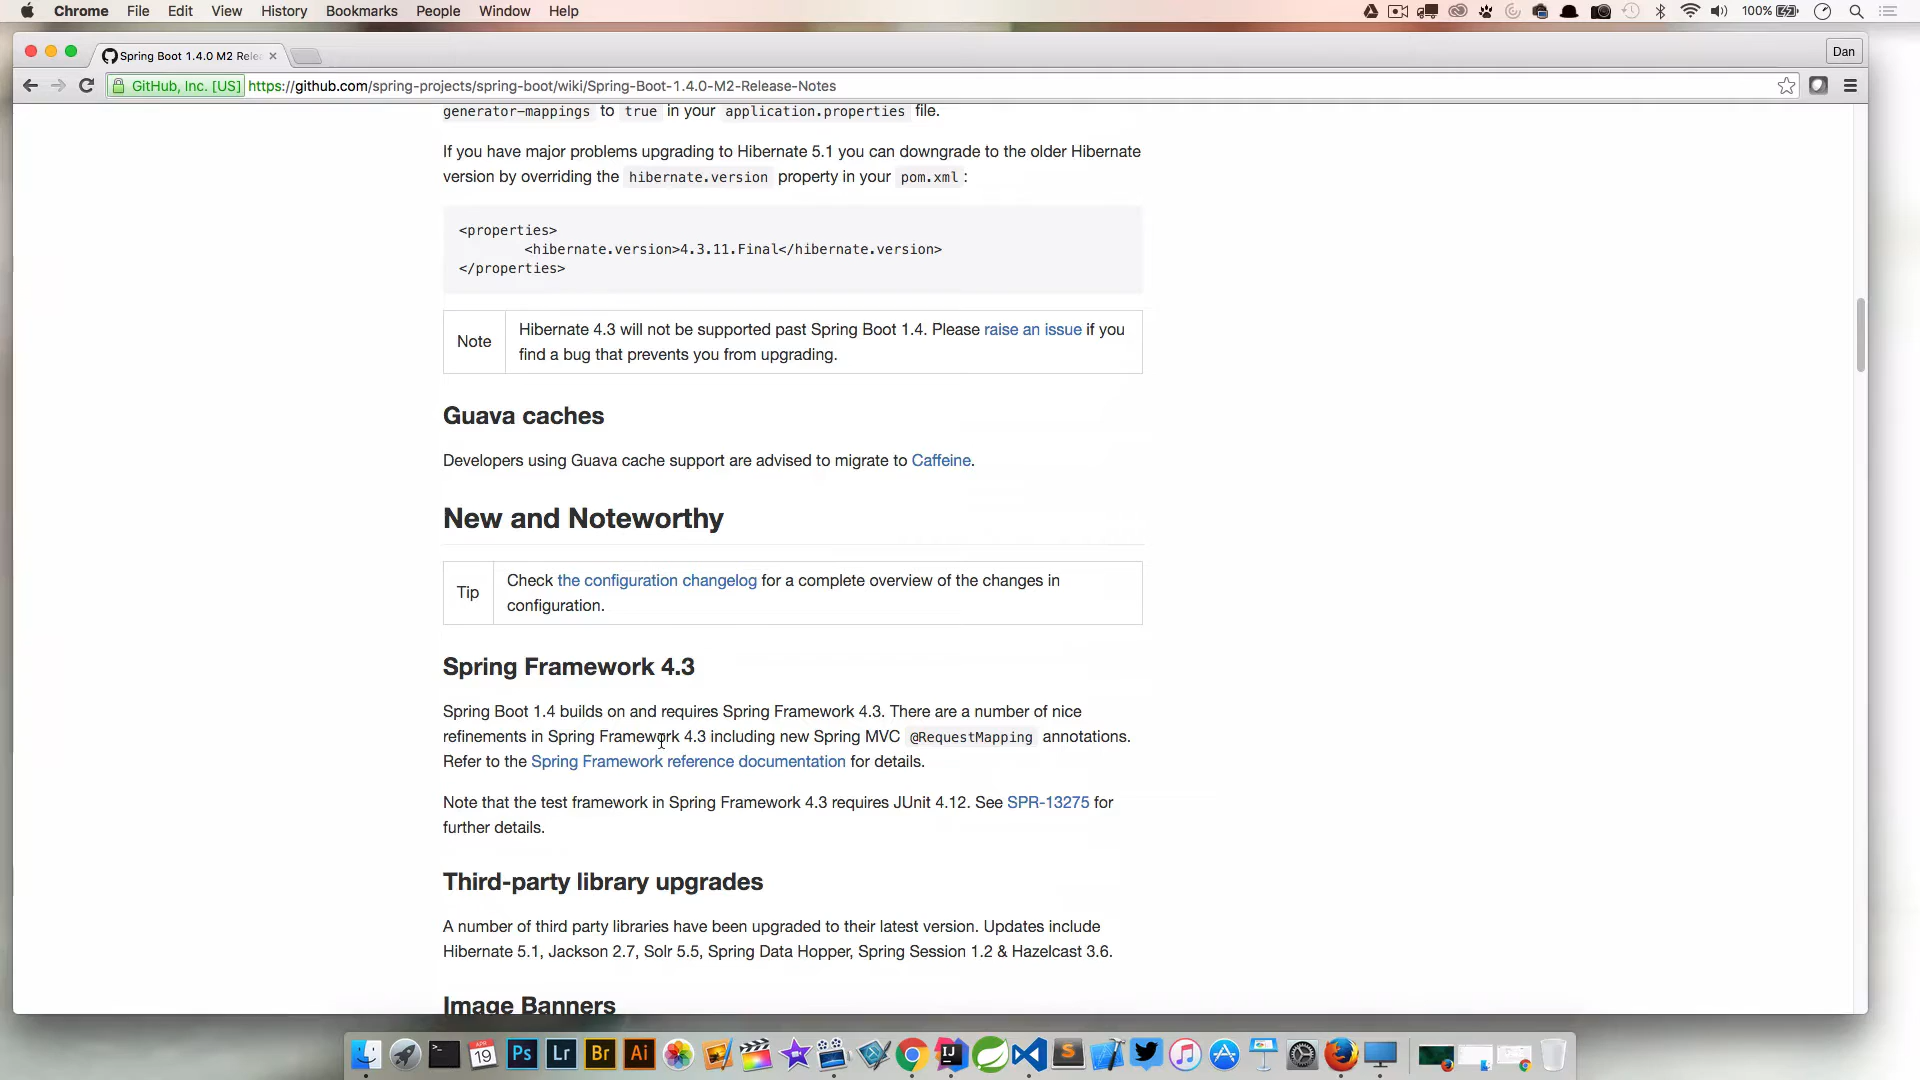 Chrome File Edit View History Bookmarks People Window Help 100%
Spring Boot 1.4.0 M2 Rele Dan
GitHub, Inc. [US] https://github.com/spring-projects/spring-boot/wiki/Spring-Boot-1.4.0-M2-Release-Notes
generator-mappings to true in your application.properties file.
If you have major problems upgrading to Hibernate 5.1 you can downgrade to the older Hibernate
version by overriding the hibernate.version property in your pom.xml :
<properties>
<hibernate.version>4.3.11.Final</hibernate.version>
</properties>
Note
Hibernate 4.3 will not be supported past Spring Boot 1.4. Please raise an issue if you
find a bug that prevents you from upgrading.
Guava caches
Developers using Guava cache support are advised to migrate to Caffeine.
New and Noteworthy
Tip
Check the configuration changelog for a complete overview of the changes in
configuration.
Spring Framework 4.3
Spring Boot 1.4 builds on and requires Spring Framework 4.3. There are a number of nice
refinements in Spring Framework 4.3 including new Spring MVC @RequestMapping annotations.
Refer to the Spring Framework reference documentation for details.
Note that the test framework in Spring Framework 4.3 requires JUnit 4.12. See SPR-13275 for
further details.
Third-party library upgrades
A number of third party libraries have been upgraded to their latest version. Updates include
Hibernate 5.1, Jackson 2.7, Solr 5.5, Spring Data Hopper, Spring Session 1.2 & Hazelcast 3.6.
Image Banners
APR 19 Ps Lr Br Ai IJ S